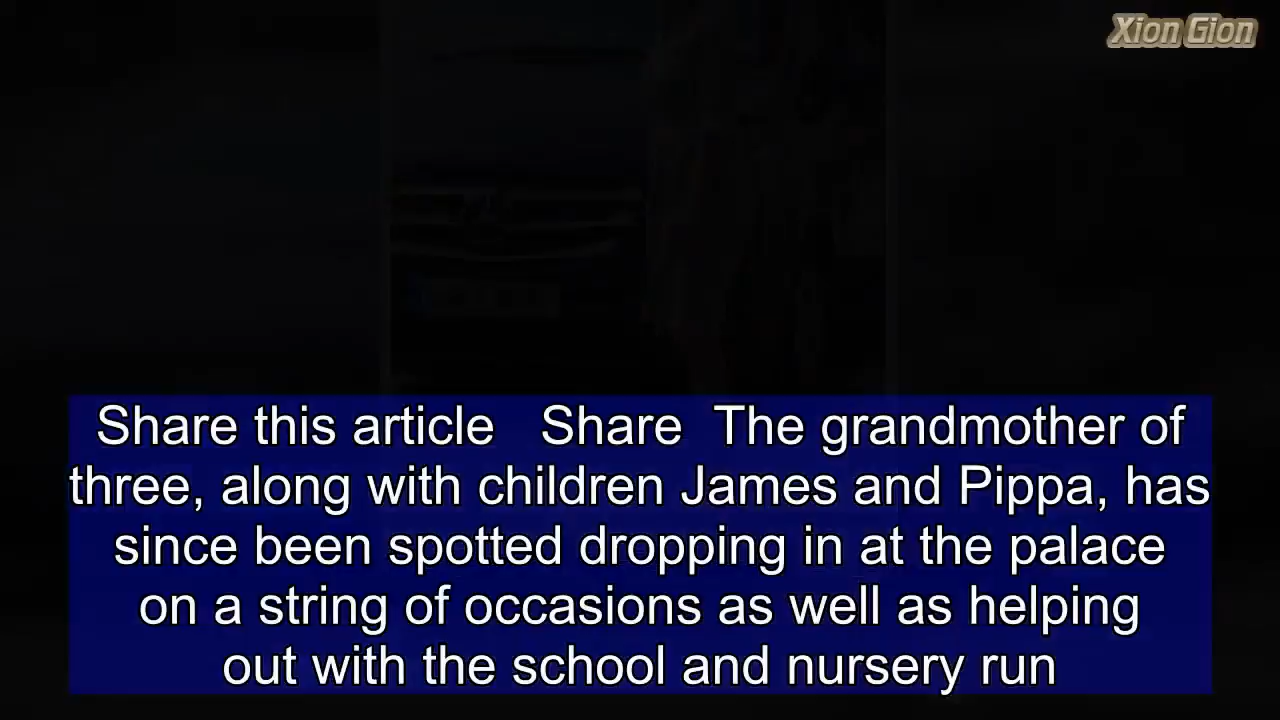 Xion Gion
Share this article   Share  The grandmother of
three, along with children James and Pippa, has
since been spotted dropping in at the palace
on a string of occasions as well as helping
out with the school and nursery run